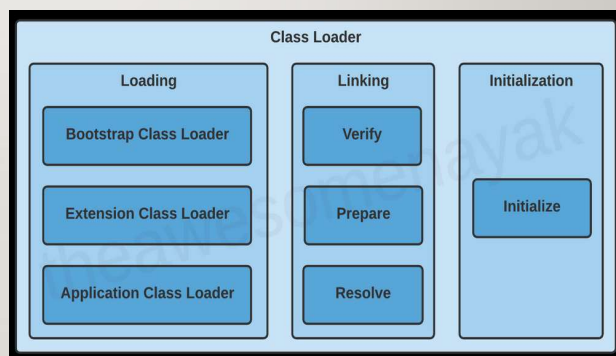 Class Loader
Loading
Bootstrap Class Loader
Extension Class Loader
Application Class Loader
Linking
Verify
Prepare
Resolve
Initialization
Initialize
theawesomenayak